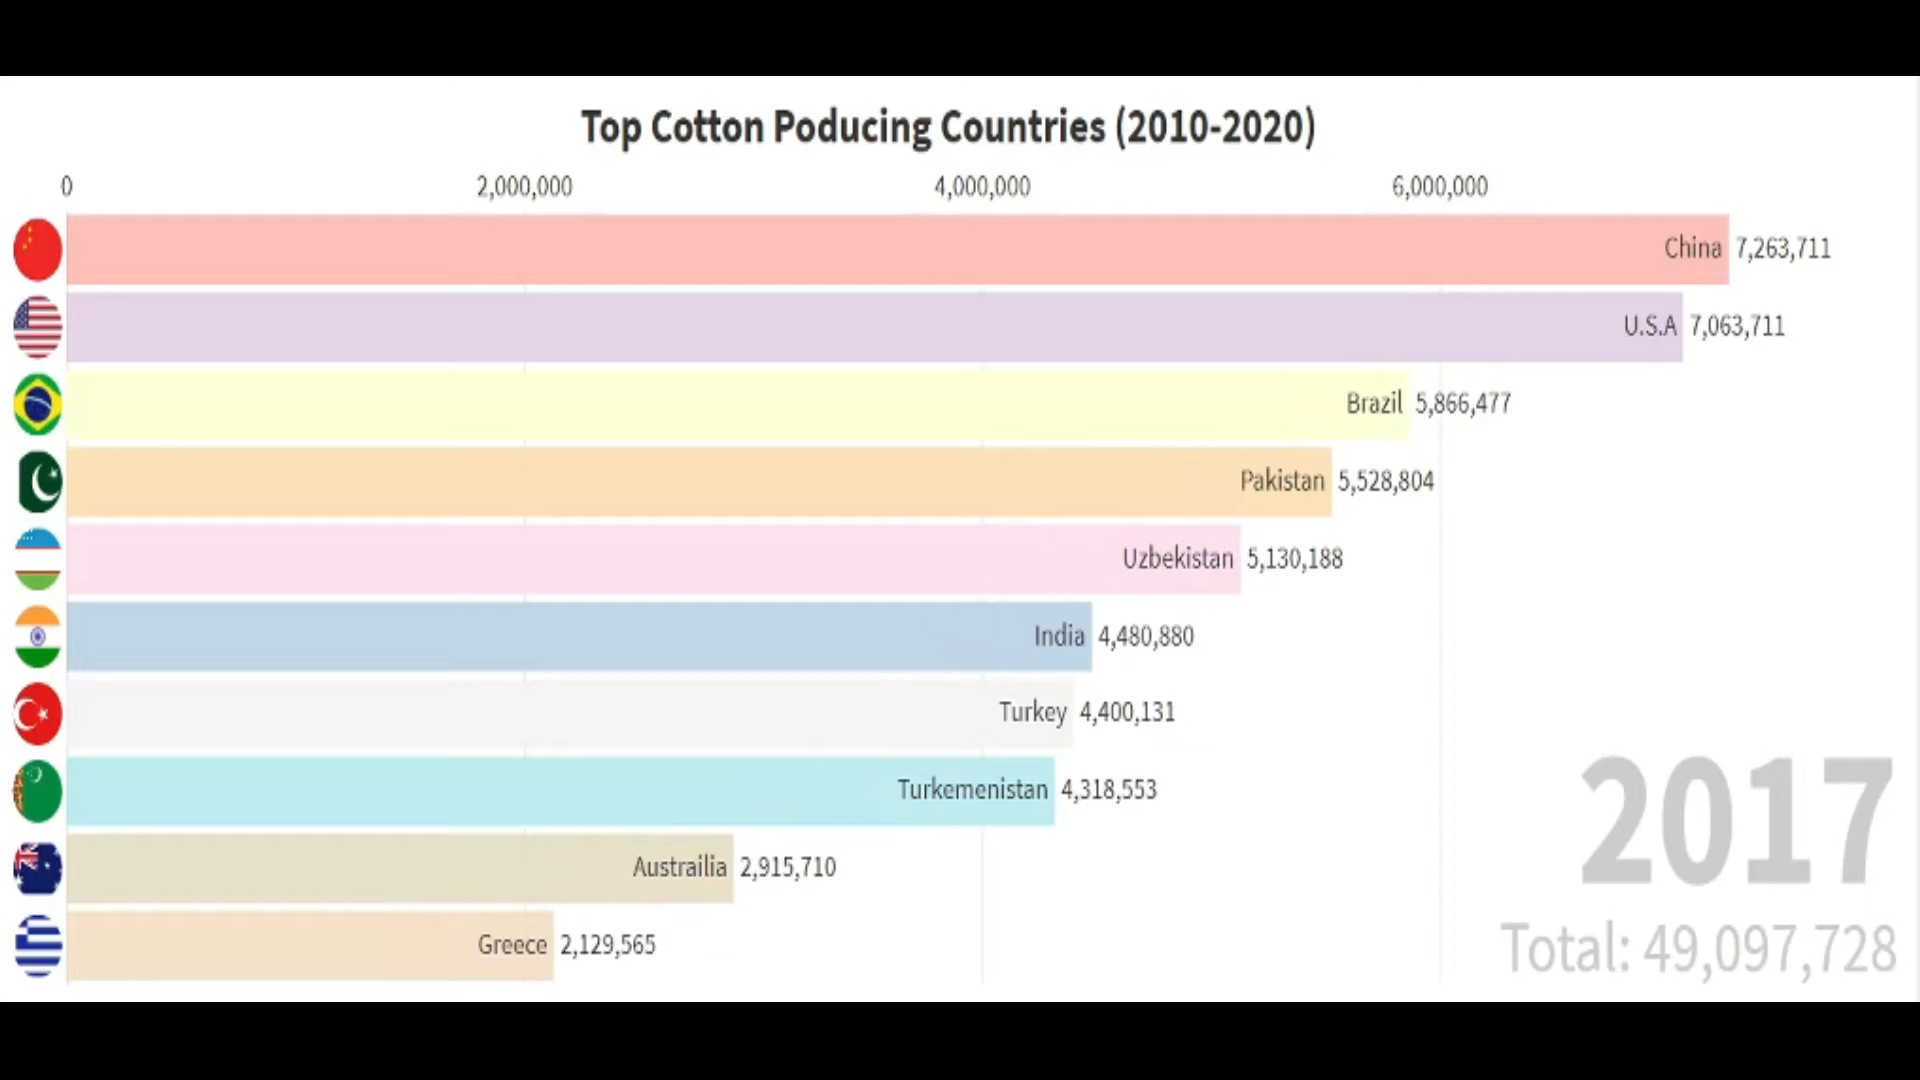 Top Cotton Poducing Countries (2010-2020)
0 2,000,000 4,000,000 6,000,000
China 7,263,711
U.S.A 7,063,711
Brazil 5,866,477
Pakistan 5,528,804
Uzbekistan 5,130,188
India 4,480,880
Turkey 4,400,131
Turkemenistan 4,318,553
Austrailia 2,915,710
Greece 2,129,565
2017
Total: 49,097,728